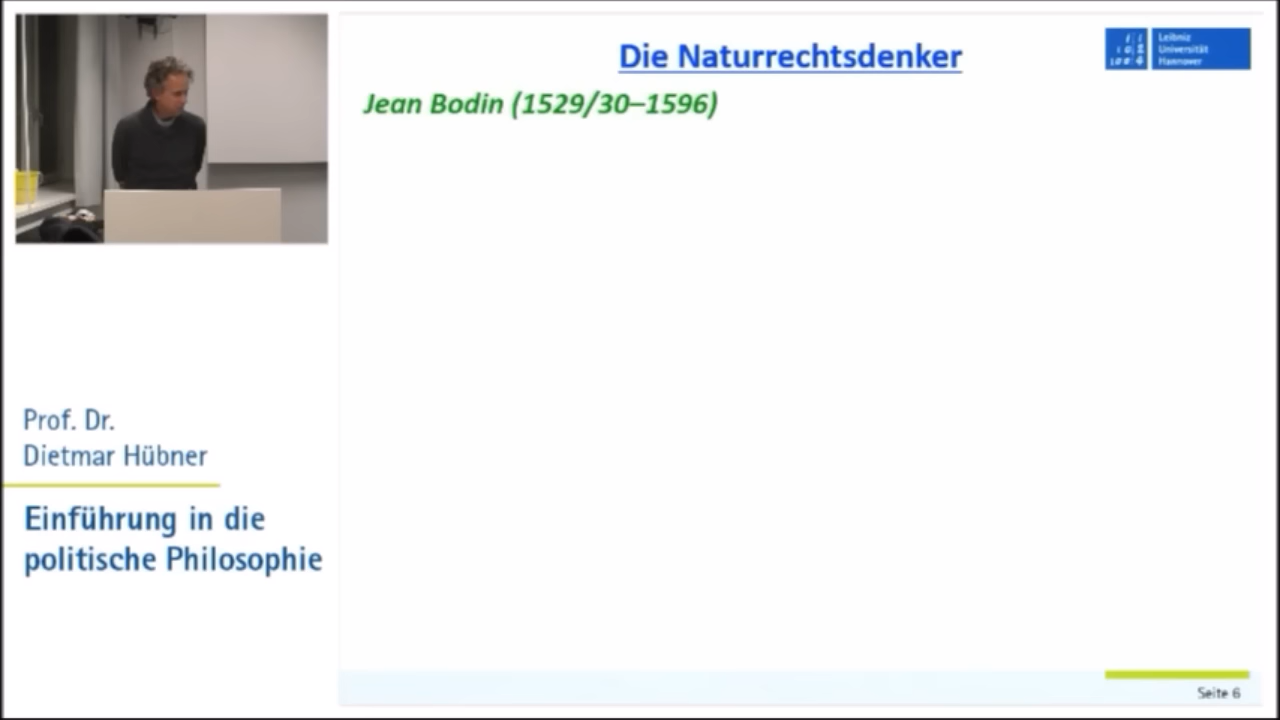 Die Naturrechtsdenker
Leibniz
Universität
Hannover
Jean Bodin (1529/30–1596)
Prof. Dr.
Dietmar Hübner
Einführung in die
politische Philosophie
Seite 6